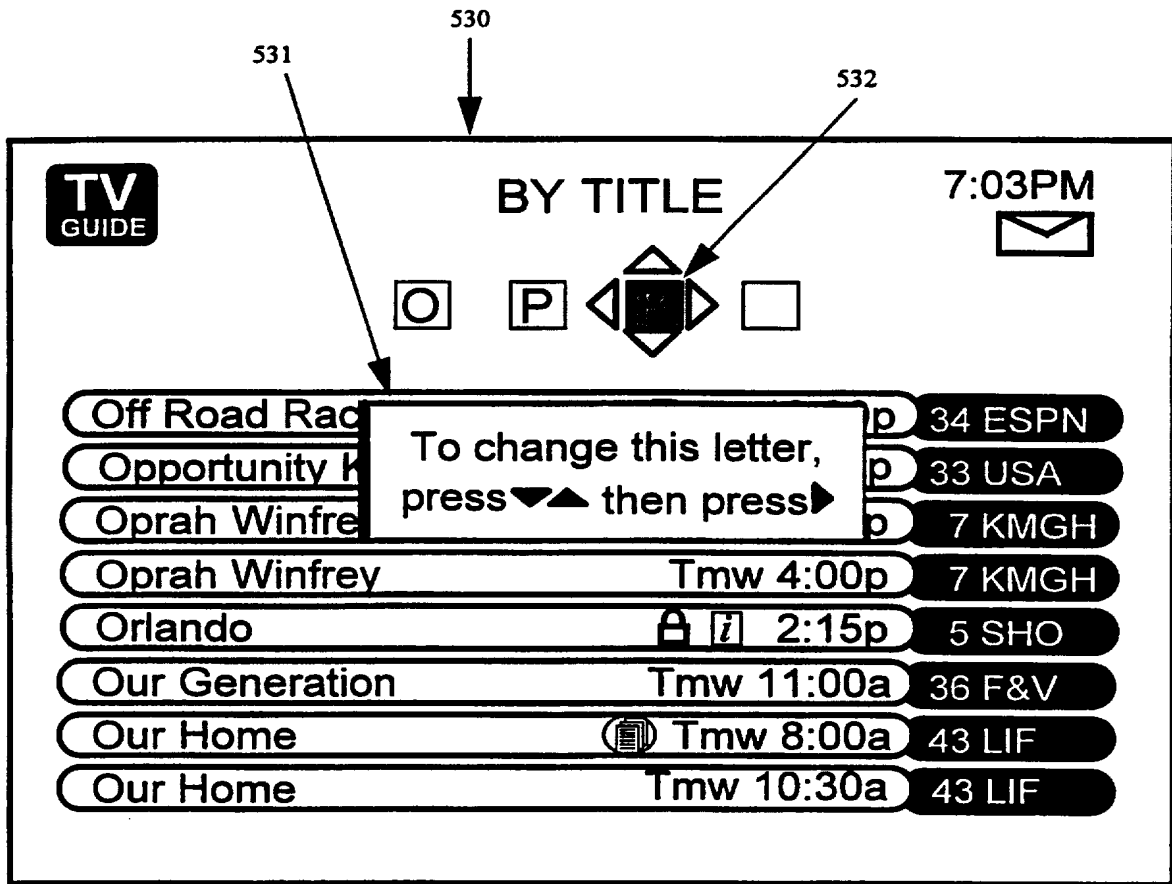 530
531
532
TV
GUIDE
BY TITLE
7:03PM
O P
Off Road Rac p 34 ESPN
Opportunity K p 33 USA
Oprah Winfre p 7 KMGH
To change this letter,
press▼▲ then press▶
Oprah Winfrey Tmw 4:00p 7 KMGH
Orlando i 2:15p 5 SHO
Our Generation Tmw 11:00a 36 F&V
Our Home Tmw 8:00a 43 LIF
Our Home Tmw 10:30a 43 LIF